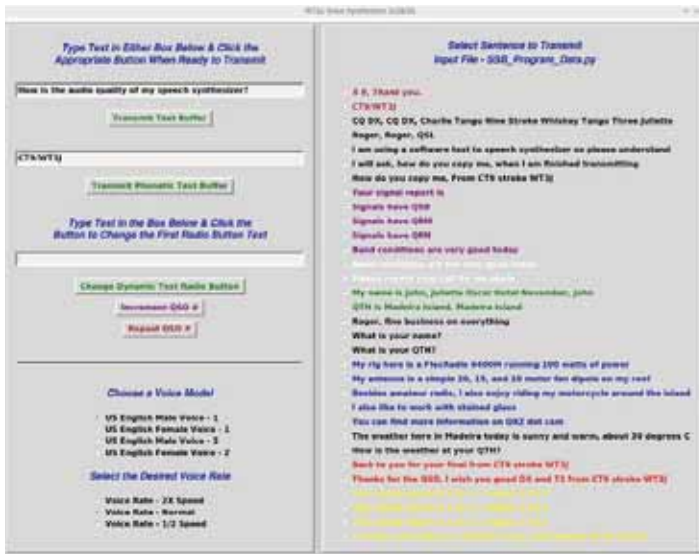 WT3J Voice Synthesizer
Type Text in Either Box Below & Click the
Appropriate Button When Ready to Transmit
How is the audio quality of my speech synthesizer?
Transmit Text Buffer
CT9/WT3J
Transmit Phonetic Text Buffer
Type Text in the Box Below & Click the
Button to Change the First Radio Button Text
Change Dynamic Text Radio Button
Increment QSO #
Repeat QSO #
Choose a Voice Model
US English Male Voice - 1
US English Female Voice - 1
US English Male Voice - 3
US English Female Voice - 2
Select the Desired Voice Rate
Voice Rate - 2X Speed
Voice Rate - Normal
Voice Rate - 1/2 Speed
Select Sentence to Transmit
Input File - SSB_Program_Data.py
Thank you.
CT9/WT3J
CQ DX, CQ DX, Charlie Tango Nine Stroke Whiskey Tango Three Juliette
Roger, Roger, QSL
I am using a software text to speech synthesizer so please understand
I will ask, how do you copy me, when I am finished transmitting
How do you copy me, From CT9 stroke WT3J
Your signal report is
Signals have QSB
Signals have QRM
Signals have QRN
Band conditions are very good today
My name is John, Juliette Oscar Hotel November, John
QTH is Madeira Island, Madeira Island
Roger, fine business on everything
What is your name?
What is your QTH?
My rig here is a FlexRadio 6400M running 100 watts of power
My antenna is a simple 20, 15, and 10 meter fan dipole on my roof
Besides amateur radio, I also enjoy riding my motorcycle around the island
I also like to work with stained glass
You can find more information on QRZ dot com
The weather here in Madeira today is sunny and warm, about 30 degrees C
How is the weather at your QTH?
Back to you for your final from CT9 stroke WT3J
Thanks for the QSO, I wish you good DX and 73 from CT9 stroke WT3J